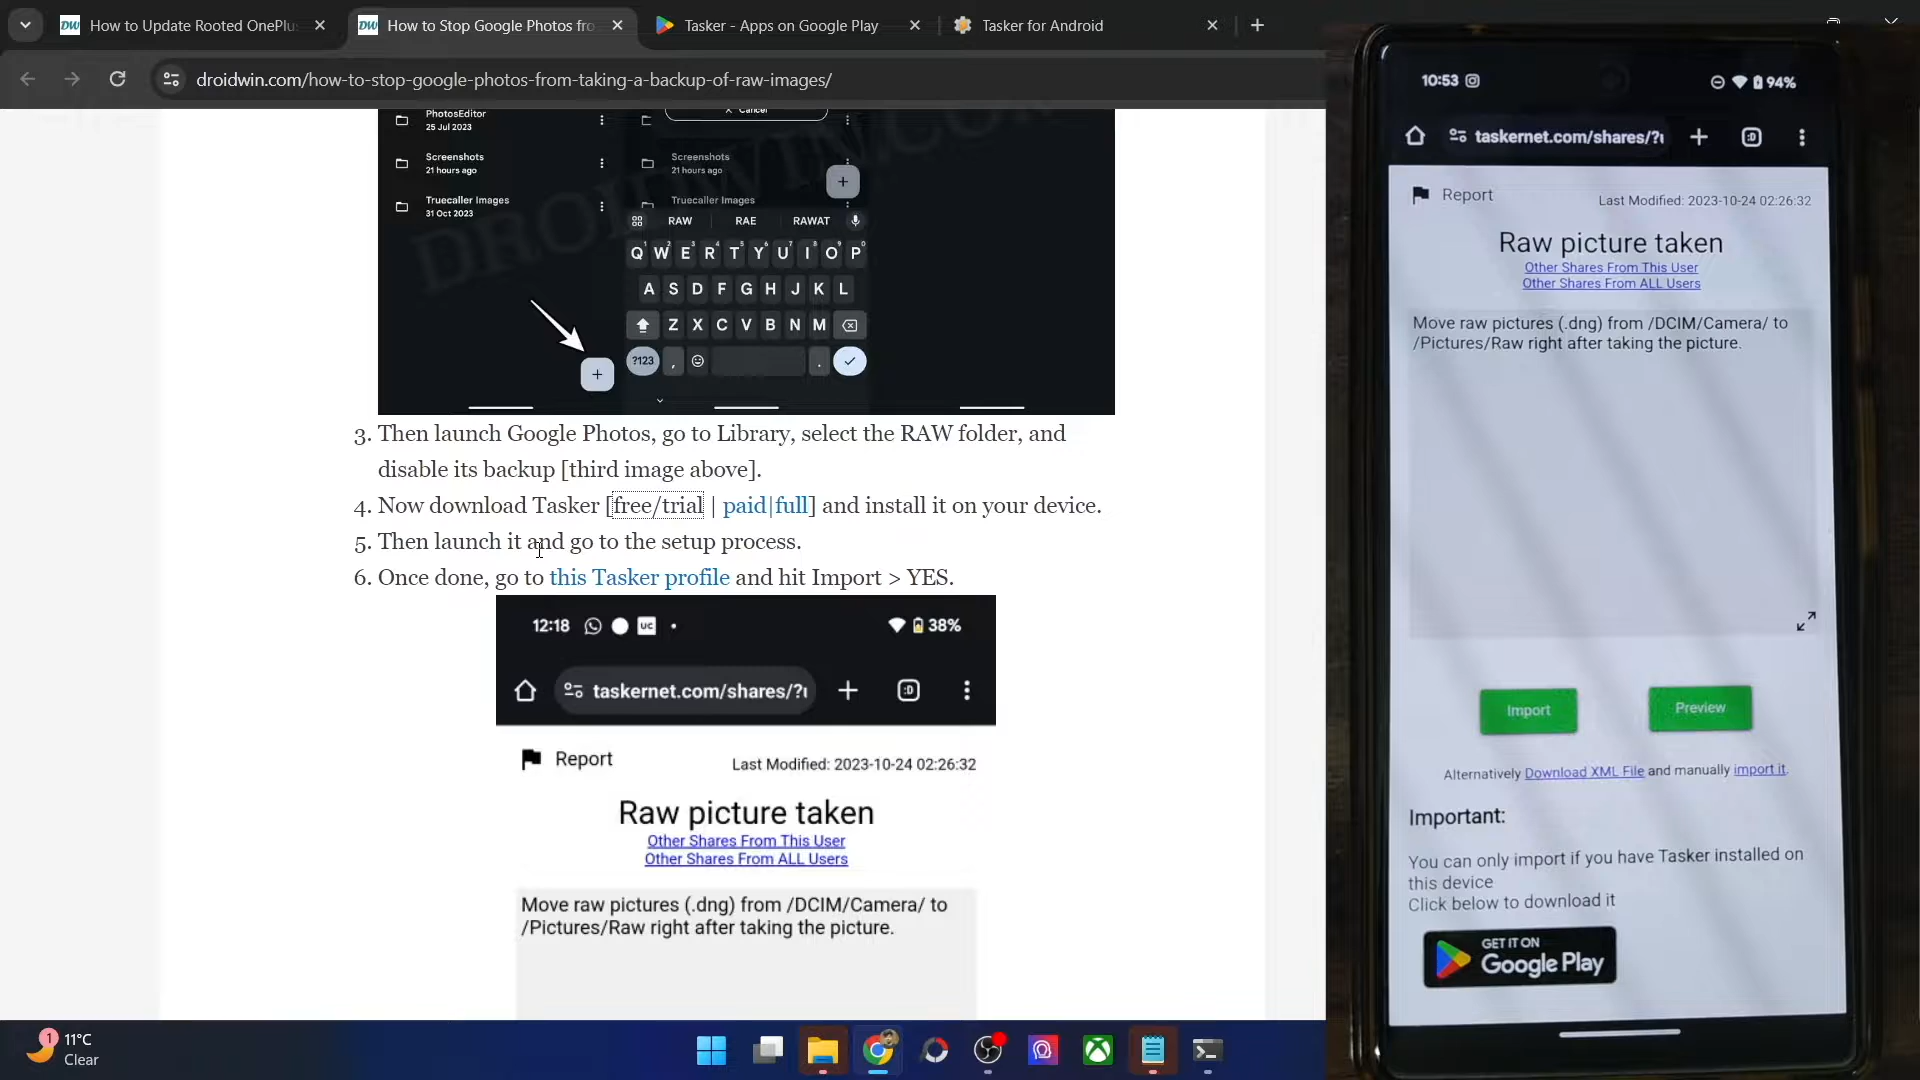 How to Update Rooted OnePlus
How to Stop Google Photos fro
Tasker - Apps on Google Play
Tasker for Android
droidwin.com/how-to-stop-google-photos-from-taking-a-backup-of-raw-images/
PhotosEditor
25 Jul 2023
Screenshots
21 hours ago
Truecaller Images
31 Oct 2023
Cancel
Screenshots
21 hours ago
Truecaller Images
RAW RAE RAWAT
Q W E R T Y U I O P
A S D F G H J K L
Z X C V B N M
?123 , .
DROIDWIN.COM
3. Then launch Google Photos, go to Library, select the RAW folder, and
disable its backup [third image above].
4. Now download Tasker [free/trial | paid|full] and install it on your device.
5. Then launch it and go to the setup process.
6. Once done, go to this Tasker profile and hit Import > YES.
12:18 UC 38%
taskernet.com/shares/?u
:D
Report
Last Modified: 2023-10-24 02:26:32
Raw picture taken
Other Shares From This User
Other Shares From ALL Users
Move raw pictures (.dng) from /DCIM/Camera/ to
/Pictures/Raw right after taking the picture.
10:53 94%
taskernet.com/shares/?u
:D
Report
Last Modified: 2023-10-24 02:26:32
Raw picture taken
Other Shares From This User
Other Shares From ALL Users
Move raw pictures (.dng) from /DCIM/Camera/ to
/Pictures/Raw right after taking the picture.
Import
Preview
Alternatively Download XML File and manually import it.
Important:
You can only import if you have Tasker installed on
this device
Click below to download it
GET IT ON
Google Play
1
11°C
Clear